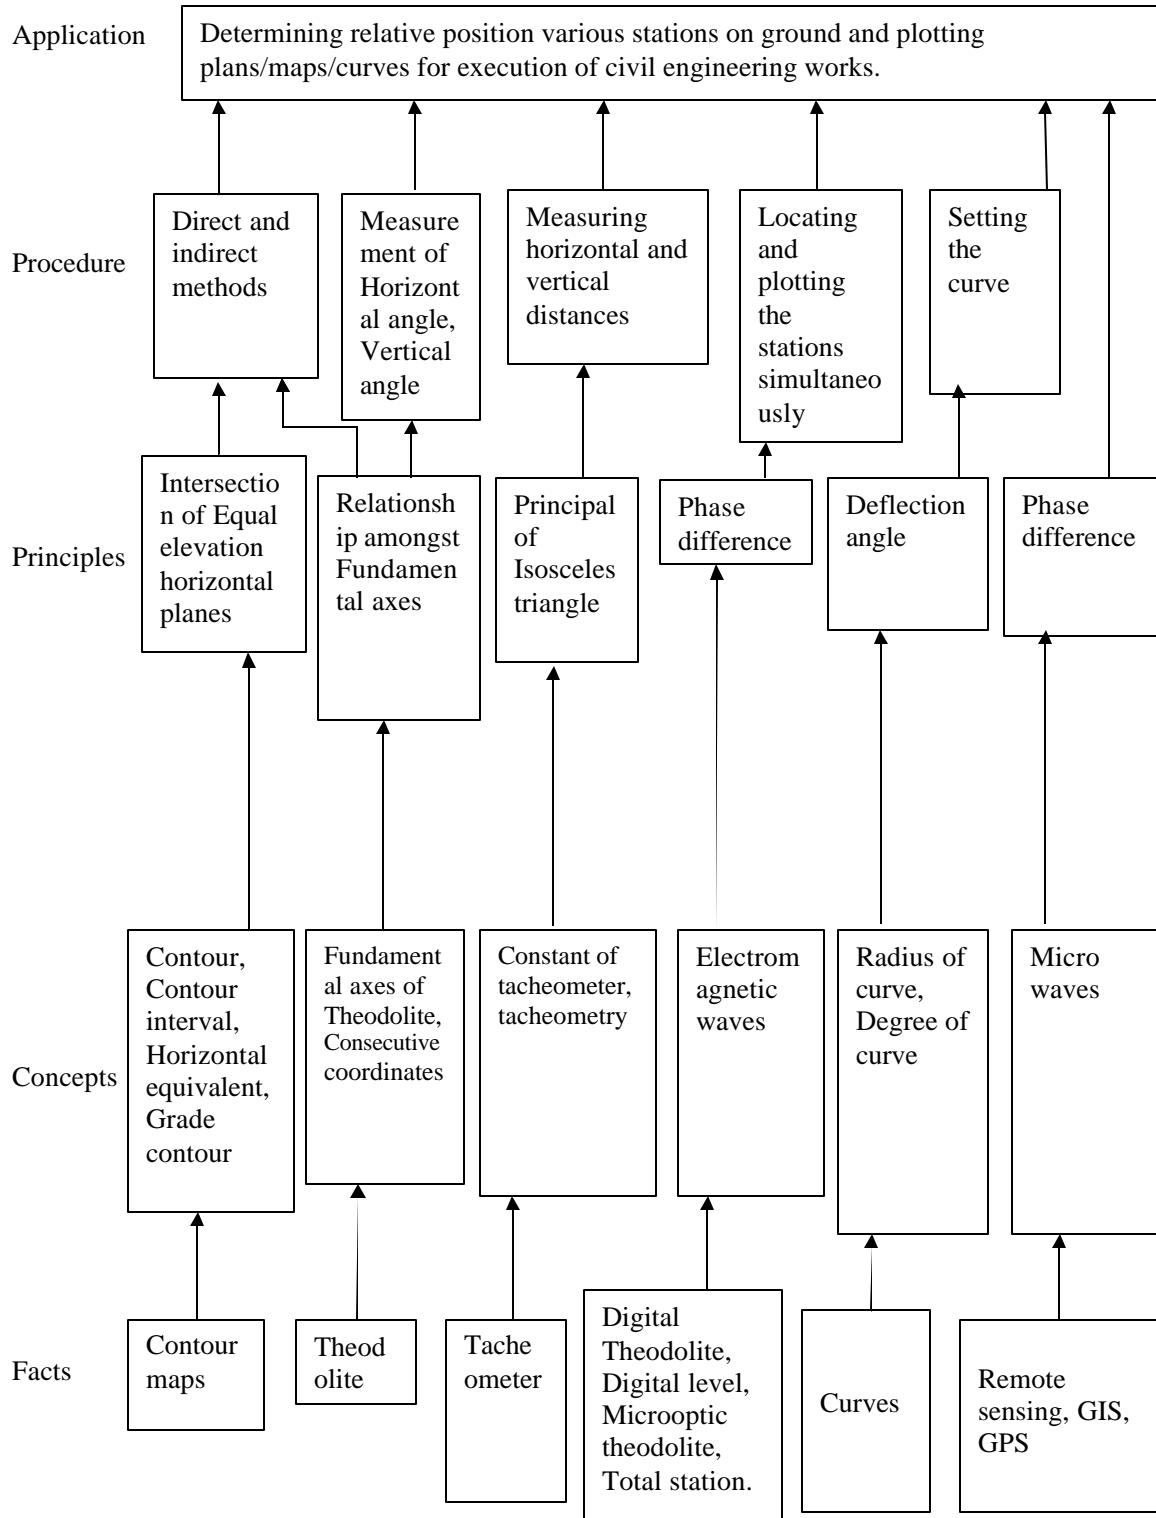 Application
Determining relative position various stations on ground and plotting
plans/maps/curves for execution of civil engineering works.
Procedure
Direct and
indirect
methods
Measure
ment of
Horizont
al angle,
Vertical
angle
Measuring
horizontal and
vertical
distances
Locating
and
plotting
the
stations
simultaneo
usly
Setting
the
curve
Principles
Intersectio
n of Equal
elevation
horizontal
planes
Relationsh
ip amongst
Fundamen
tal axes
Principal
of
Isosceles
triangle
Phase
difference
Deflection
angle
Phase
difference
Concepts
Contour,
Contour
interval,
Horizontal
equivalent,
Grade
contour
Fundament
al axes of
Theodolite,
Consecutive
coordinates
Constant of
tacheometer,
tacheometry
Electrom
agnetic
waves
Radius of
curve,
Degree of
curve
Micro
waves
Facts
Contour
maps
Theod
olite
Tache
ometer
Digital
Theodolite,
Digital level,
Microoptic
theodolite,
Total station.
Curves
Remote
sensing, GIS,
GPS